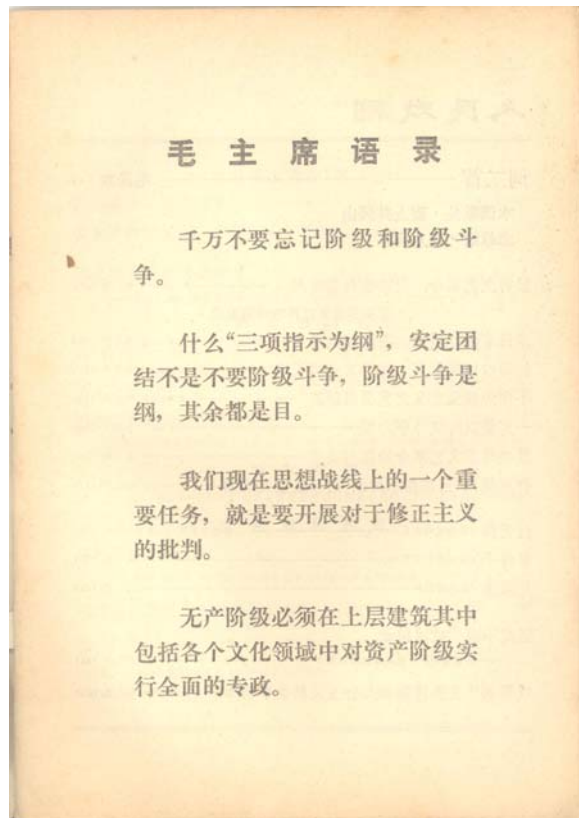 毛主席语录
千万不要忘记阶级和阶级斗
争。
什么“三项指示为纲”，安定团
结不是不要阶级斗争，阶级斗争是
纲，其余都是目。
我们现在思想战线上的一个重
要任务，就是要开展对于修正主义
的批判。
无产阶级必须在上层建筑其中
包括各个文化领域中对资产阶级实
行全面的专政。